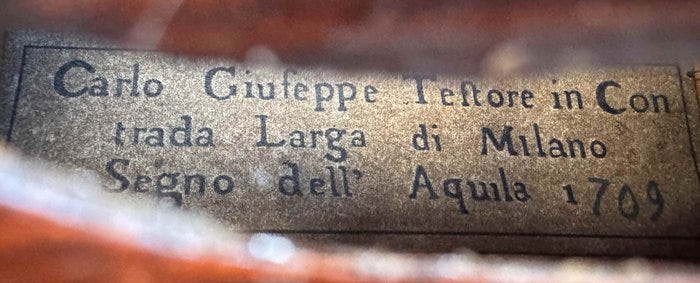 Carlo Giuſeppe Teſtore in Con
trada Larga di Milano
Segno dell' Aquila 1709